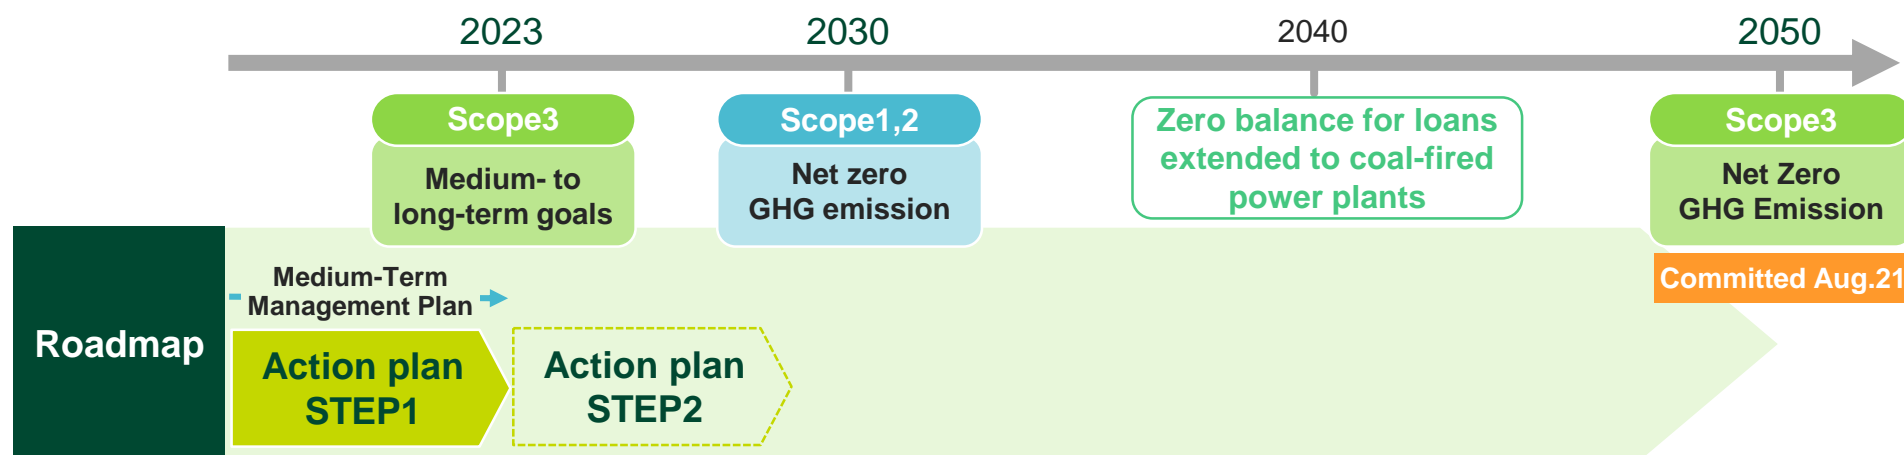 2023
2030
2040
2050
Scope3
Medium- to
long-term goals
Scope1,2
Net zero
GHG emission
Zero balance for loans
extended to coal-fired
power plants
Scope3
Net Zero
GHG Emission
Committed Aug.21
Roadmap
Medium-Term
Management Plan
Action plan
STEP1
Action plan
STEP2